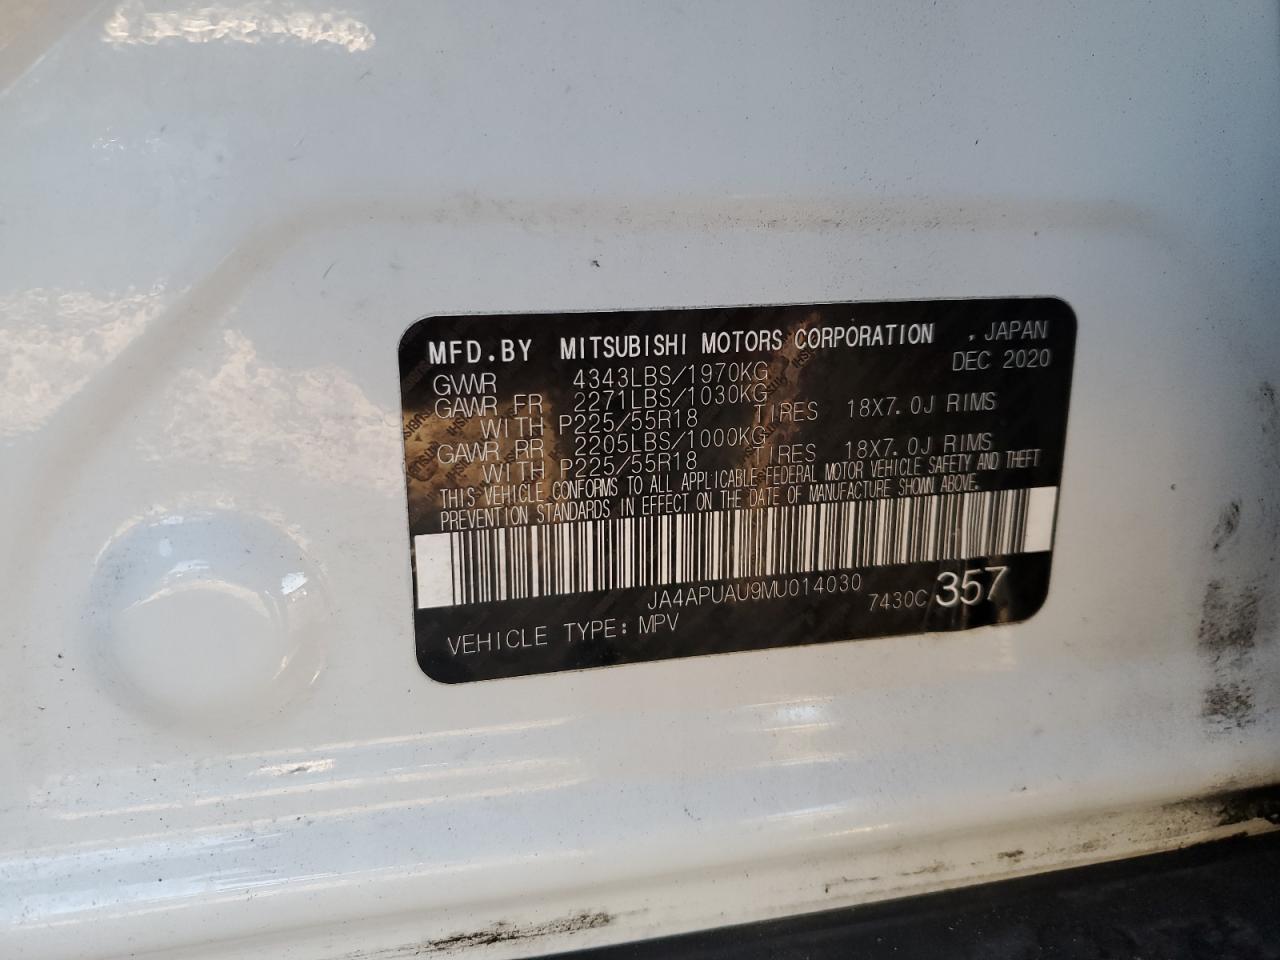 MFD.BY MITSUBISHI MOTORS CORPORATION , JAPAN
DEC 2020
GVWR 4343LBS/1970KG
GAWR FR 2271LBS/1030KG
WITH P225/55R18 TIRES 18X7.0J RIMS
GAWR RR 2205LBS/1000KG
WITH P225/55R18 TIRES 18X7.0J RIMS
THIS VEHICLE CONFORMS TO ALL APPLICABLE FEDERAL MOTOR VEHICLE SAFETY AND THEFT
PREVENTION STANDARDS IN EFFECT ON THE DATE OF MANUFACTURE SHOWN ABOVE.
JA4APUAU9MU014030 7430C 357
VEHICLE TYPE: MPV